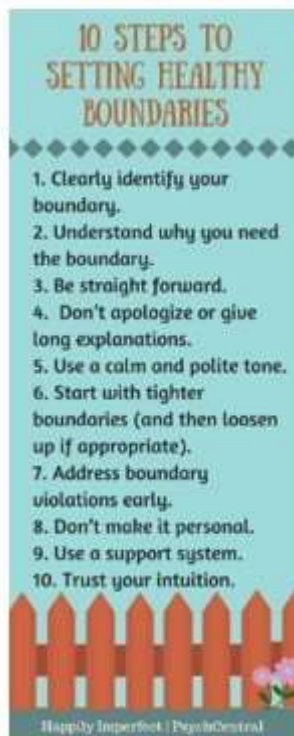 10 STEPS TO
SETTING HEALTHY
BOUNDARIES
1. Clearly identify your
boundary.
2. Understand why you need
the boundary.
3. Be straight forward.
4. Don't apologize or give
long explanations.
5. Use a calm and polite tone.
6. Start with tighter
boundaries (and then loosen
up if appropriate).
7. Address boundary
violations early.
8. Don't make it personal.
9. Use a support system.
10. Trust your intuition.
Happily Imperfect | PsychCentral